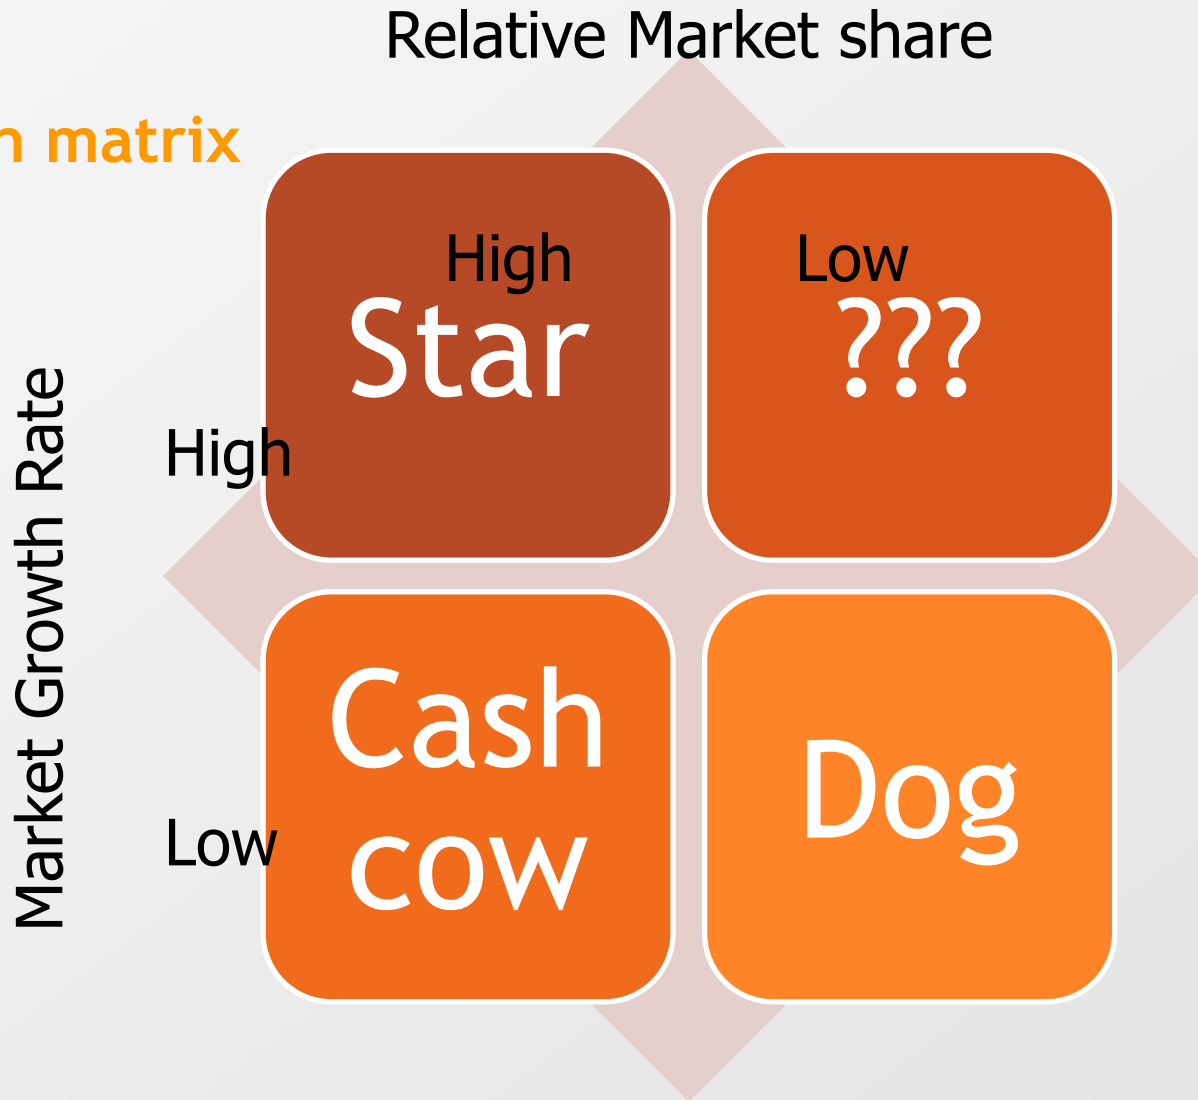 Relative Market share
n matrix
High
Low
Star
???
High
Market Growth Rate
Cash
cow
Dog
Low